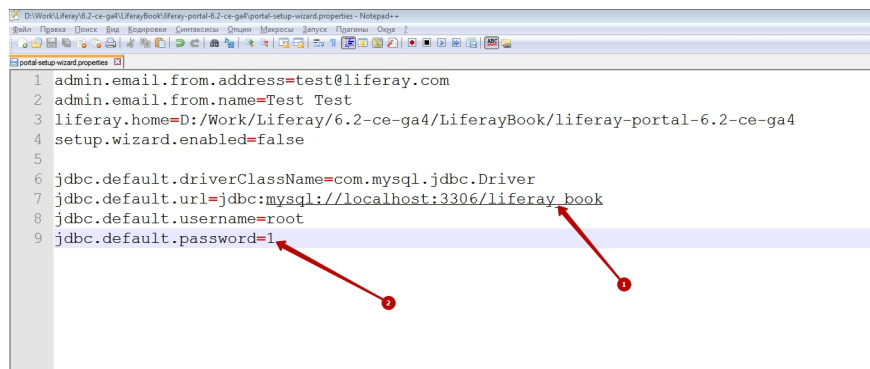 D:\Work\Liferay\6.2-ce-ga4\LiferayBook\liferay-portal-6.2-ce-ga4\portal-setup-wizard.properties - Notepad++
Файл Правка Поиск Вид Кодировки Синтаксисы Опции Макросы Запуск Плагины Окна ?
portal-setup-wizard.properties
1 admin.email.from.address=test@liferay.com
2 admin.email.from.name=Test Test
3 liferay.home=D:/Work/Liferay/6.2-ce-ga4/LiferayBook/liferay-portal-6.2-ce-ga4
4 setup.wizard.enabled=false
5
6 jdbc.default.driverClassName=com.mysql.jdbc.Driver
7 jdbc.default.url=jdbc:mysql://localhost:3306/liferay_book
8 jdbc.default.username=root
9 jdbc.default.password=1
1
2